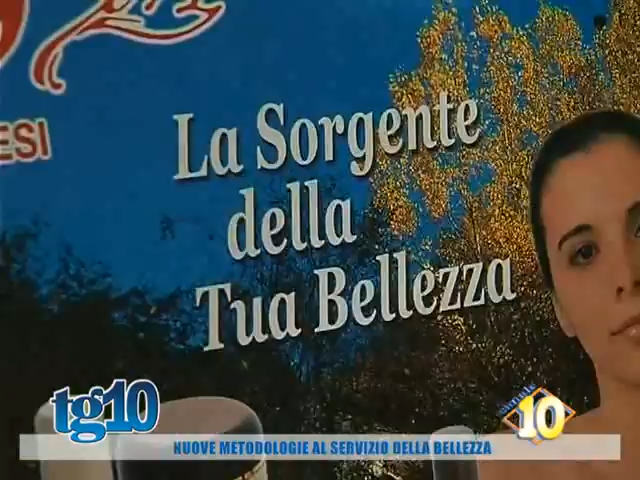 ESI
La Sorgente
della
Tua Bellezza
tg10
canale
10
NUOVE METODOLOGIE AL SERVIZIO DELLA BELLEZZA